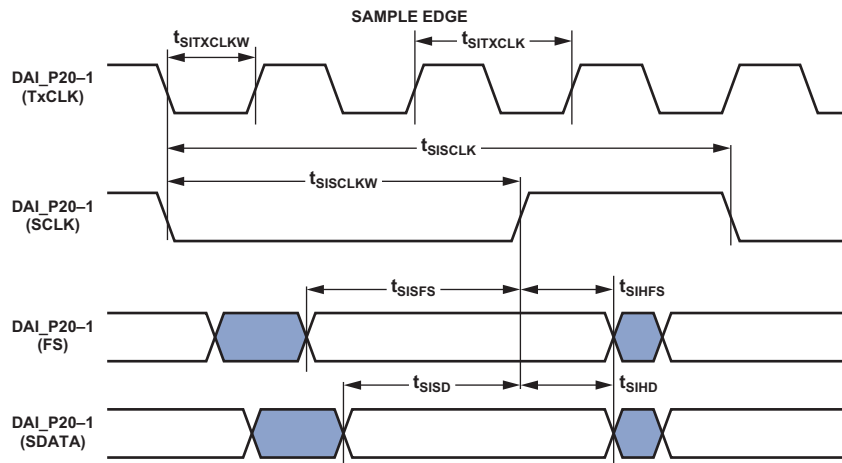 SAMPLE EDGE
tSITXCLKW
tSITXCLK
DAI_P20–1
(TxCLK)
tSISCLK
tSISCLKW
DAI_P20–1
(SCLK)
tSISFS
tSIHFS
DAI_P20–1
(FS)
tSISD
tSIHD
DAI_P20–1
(SDATA)